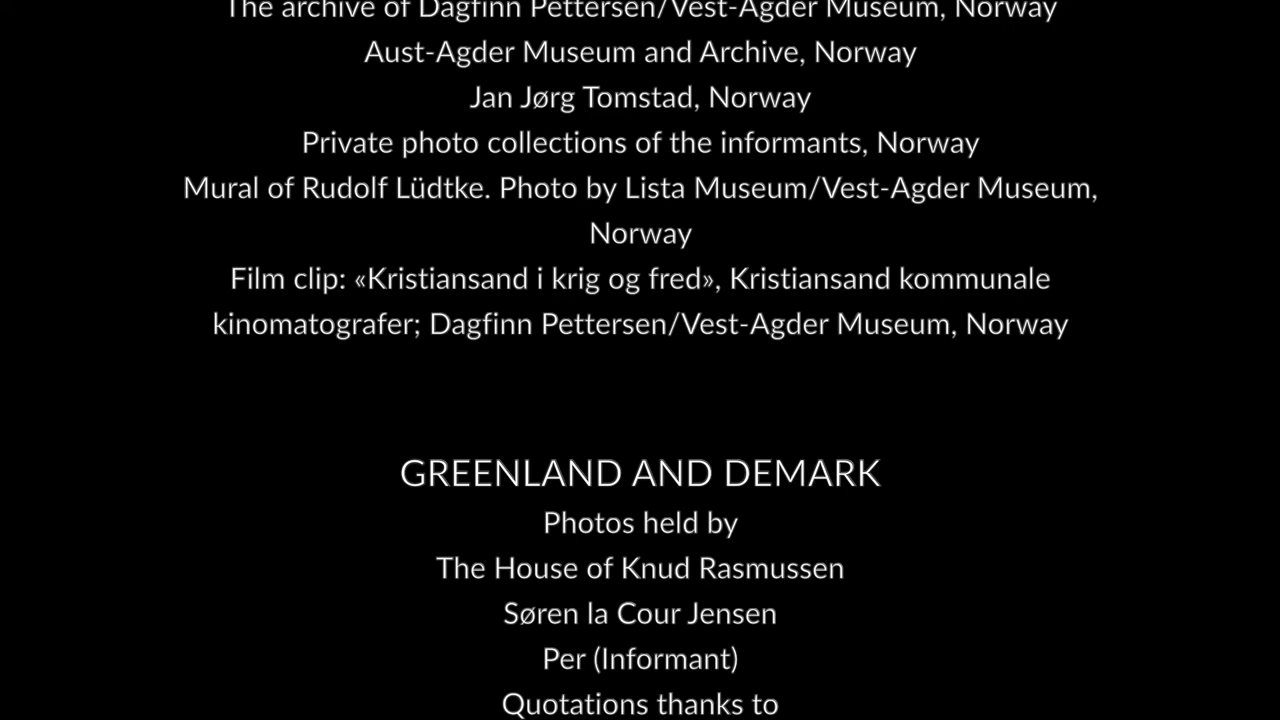 The archive of Dagfinn Pettersen/Vest-Agder Museum, Norway
Aust-Agder Museum and Archive, Norway
Jan Jørg Tomstad, Norway
Private photo collections of the informants, Norway
Mural of Rudolf Lüdtke. Photo by Lista Museum/Vest-Agder Museum,
Norway
Film clip: «Kristiansand i krig og fred», Kristiansand kommunale
kinomatografer; Dagfinn Pettersen/Vest-Agder Museum, Norway
GREENLAND AND DEMARK
Photos held by
The House of Knud Rasmussen
Søren la Cour Jensen
Per (Informant)
Quotations thanks to